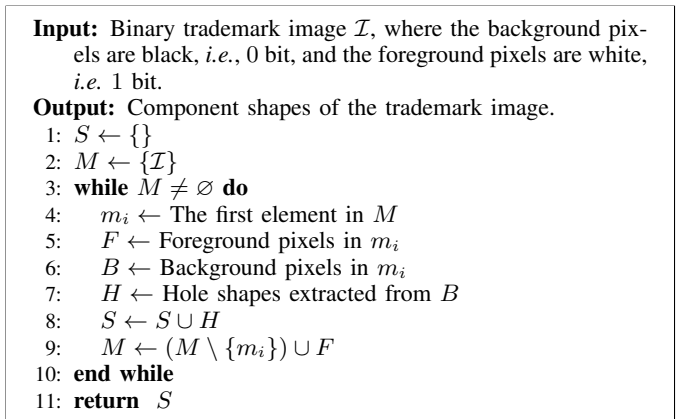 Input: Binary trademark image ℐ, where the background pix-
els are black, i.e., 0 bit, and the foreground pixels are white,
i.e. 1 bit.
Output: Component shapes of the trademark image.
1: S ← {}
2: M ← {ℐ}
3: while M ≠ ∅ do
4: mᵢ ← The first element in M
5: F ← Foreground pixels in mᵢ
6: B ← Background pixels in mᵢ
7: H ← Hole shapes extracted from B
8: S ← S ∪ H
9: M ← (M \ {mᵢ}) ∪ F
10: end while
11: return S